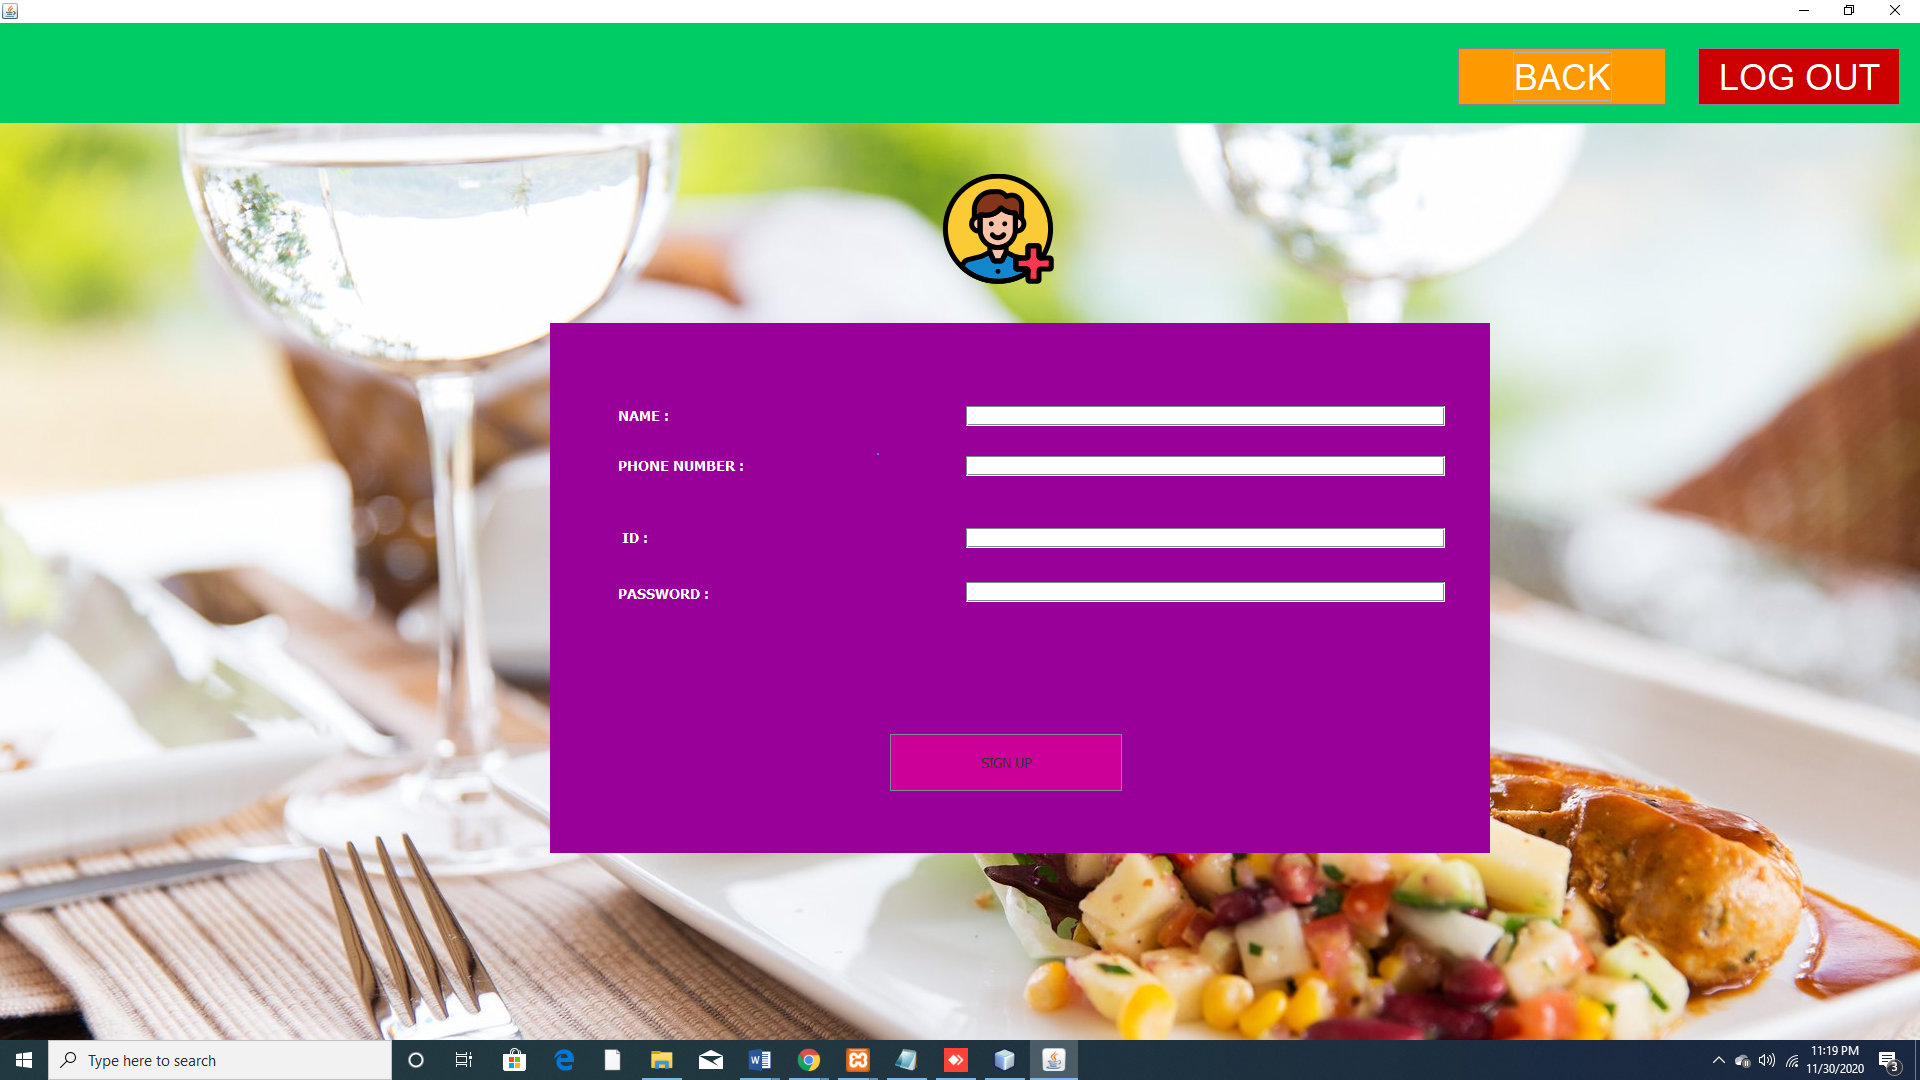 BACK
LOG OUT
NAME :
PHONE NUMBER :
ID :
PASSWORD :
SIGN UP
Type here to search
11:19 PM
11/30/2020
3